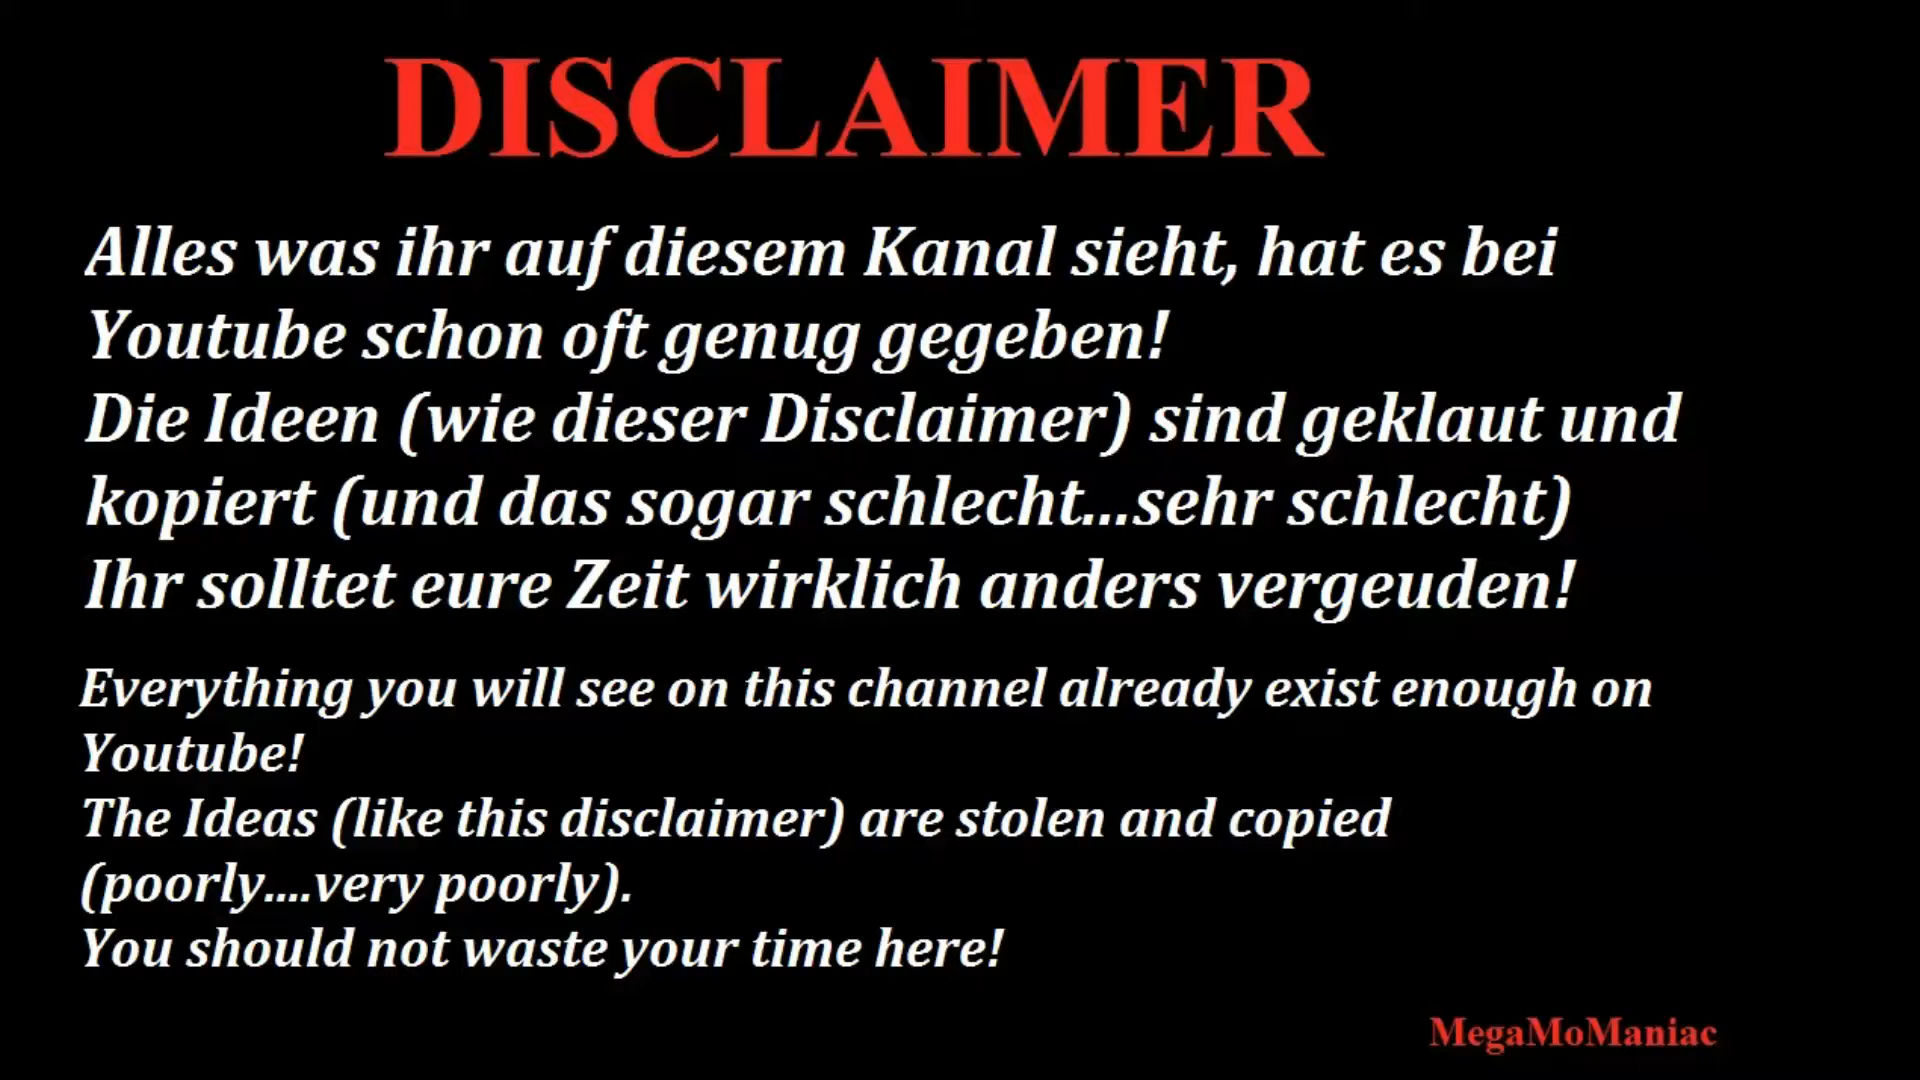 DISCLAIMER
Alles was ihr auf diesem Kanal sieht, hat es bei
Youtube schon oft genug gegeben!
Die Ideen (wie dieser Disclaimer) sind geklaut und
kopiert (und das sogar schlecht...sehr schlecht)
Ihr solltet eure Zeit wirklich anders vergeuden!
Everything you will see on this channel already exist enough on
Youtube!
The Ideas (like this disclaimer) are stolen and copied
(poorly....very poorly).
You should not waste your time here!
MegaMoManiac